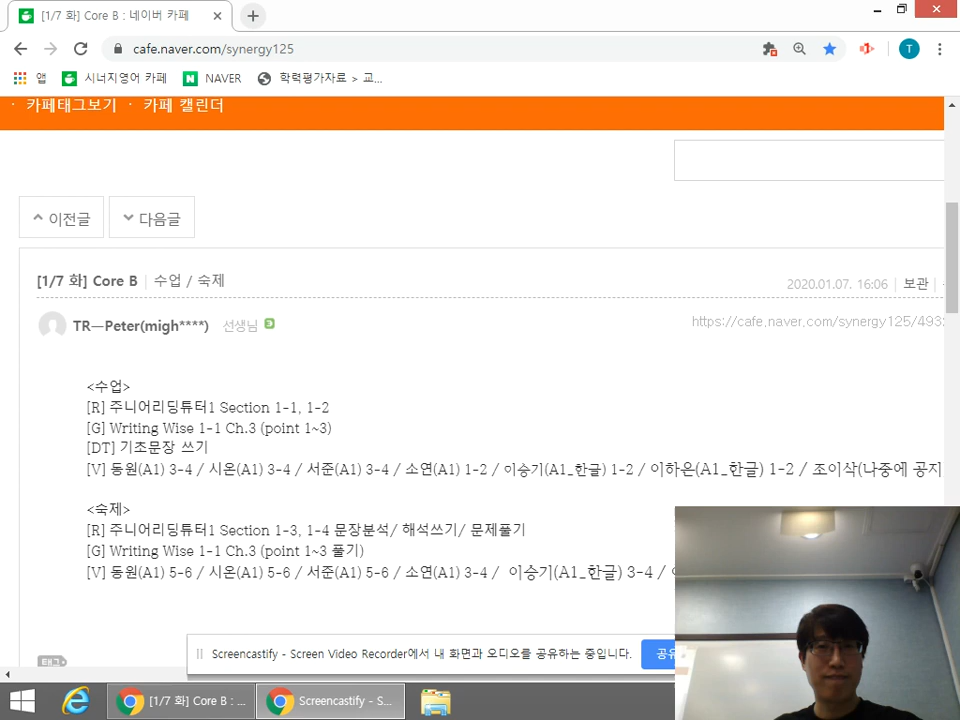 [1/7 화] Core B : 네이버 카페
cafe.naver.com/synergy125
T
앱 시너지영어 카페 NAVER 학력평가자료 > 교...
· 카페태그보기 · 카페 캘린더
이전글 다음글
[1/7 화] Core B 수업 / 숙제
2020.01.07. 16:06 보관
TR—Peter(migh****) 선생님
https://cafe.naver.com/synergy125/493
<수업>
[R] 주니어리딩튜터1 Section 1-1, 1-2
[G] Writing Wise 1-1 Ch.3 (point 1~3)
[DT] 기초문장 쓰기
[V] 동원(A1) 3-4 / 시온(A1) 3-4 / 서준(A1) 3-4 / 소연(A1) 1-2 / 이승기(A1_한글) 1-2 / 이하은(A1_한글) 1-2 / 조이삭(나중에 공지
<숙제>
[R] 주니어리딩튜터1 Section 1-3, 1-4 문장분석/ 해석쓰기/ 문제풀기
[G] Writing Wise 1-1 Ch.3 (point 1~3 풀기)
[V] 동원(A1) 5-6 / 시온(A1) 5-6 / 서준(A1) 5-6 / 소연(A1) 3-4 / 이승기(A1_한글) 3-4 /
태그
Screencastify - Screen Video Recorder에서 내 화면과 오디오를 공유하는 중입니다.
공유
[1/7 화] Core B : ...
Screencastify - S...